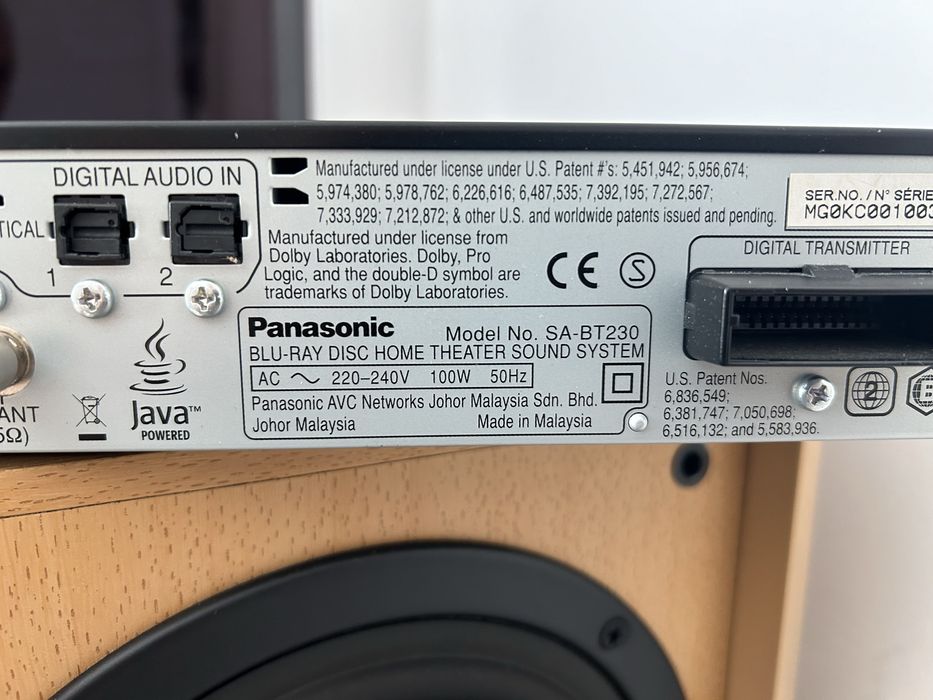 DIGITAL AUDIO IN
1
2
Manufactured under license under U.S. Patent #'s: 5,451,942; 5,956,674;
5,974,380; 5,978,762; 6,226,616; 6,487,535; 7,392,195; 7,272,567;
7,333,929; 7,212,872; & other U.S. and worldwide patents issued and pending.
Manufactured under license from
Dolby Laboratories. Dolby, Pro
Logic, and the double-D symbol are
trademarks of Dolby Laboratories.
CE S
SER.NO. / N° SÉRIE
MG0KC001003
DIGITAL TRANSMITTER
Panasonic Model No. SA-BT230
BLU-RAY DISC HOME THEATER SOUND SYSTEM
AC ~ 220–240V 100W 50Hz
Panasonic AVC Networks Johor Malaysia Sdn. Bhd.
Johor Malaysia Made in Malaysia
Java™
POWERED
U.S. Patent Nos.
6,836,549;
6,381,747; 7,050,698;
6,516,132; and 5,583,936.
2
B